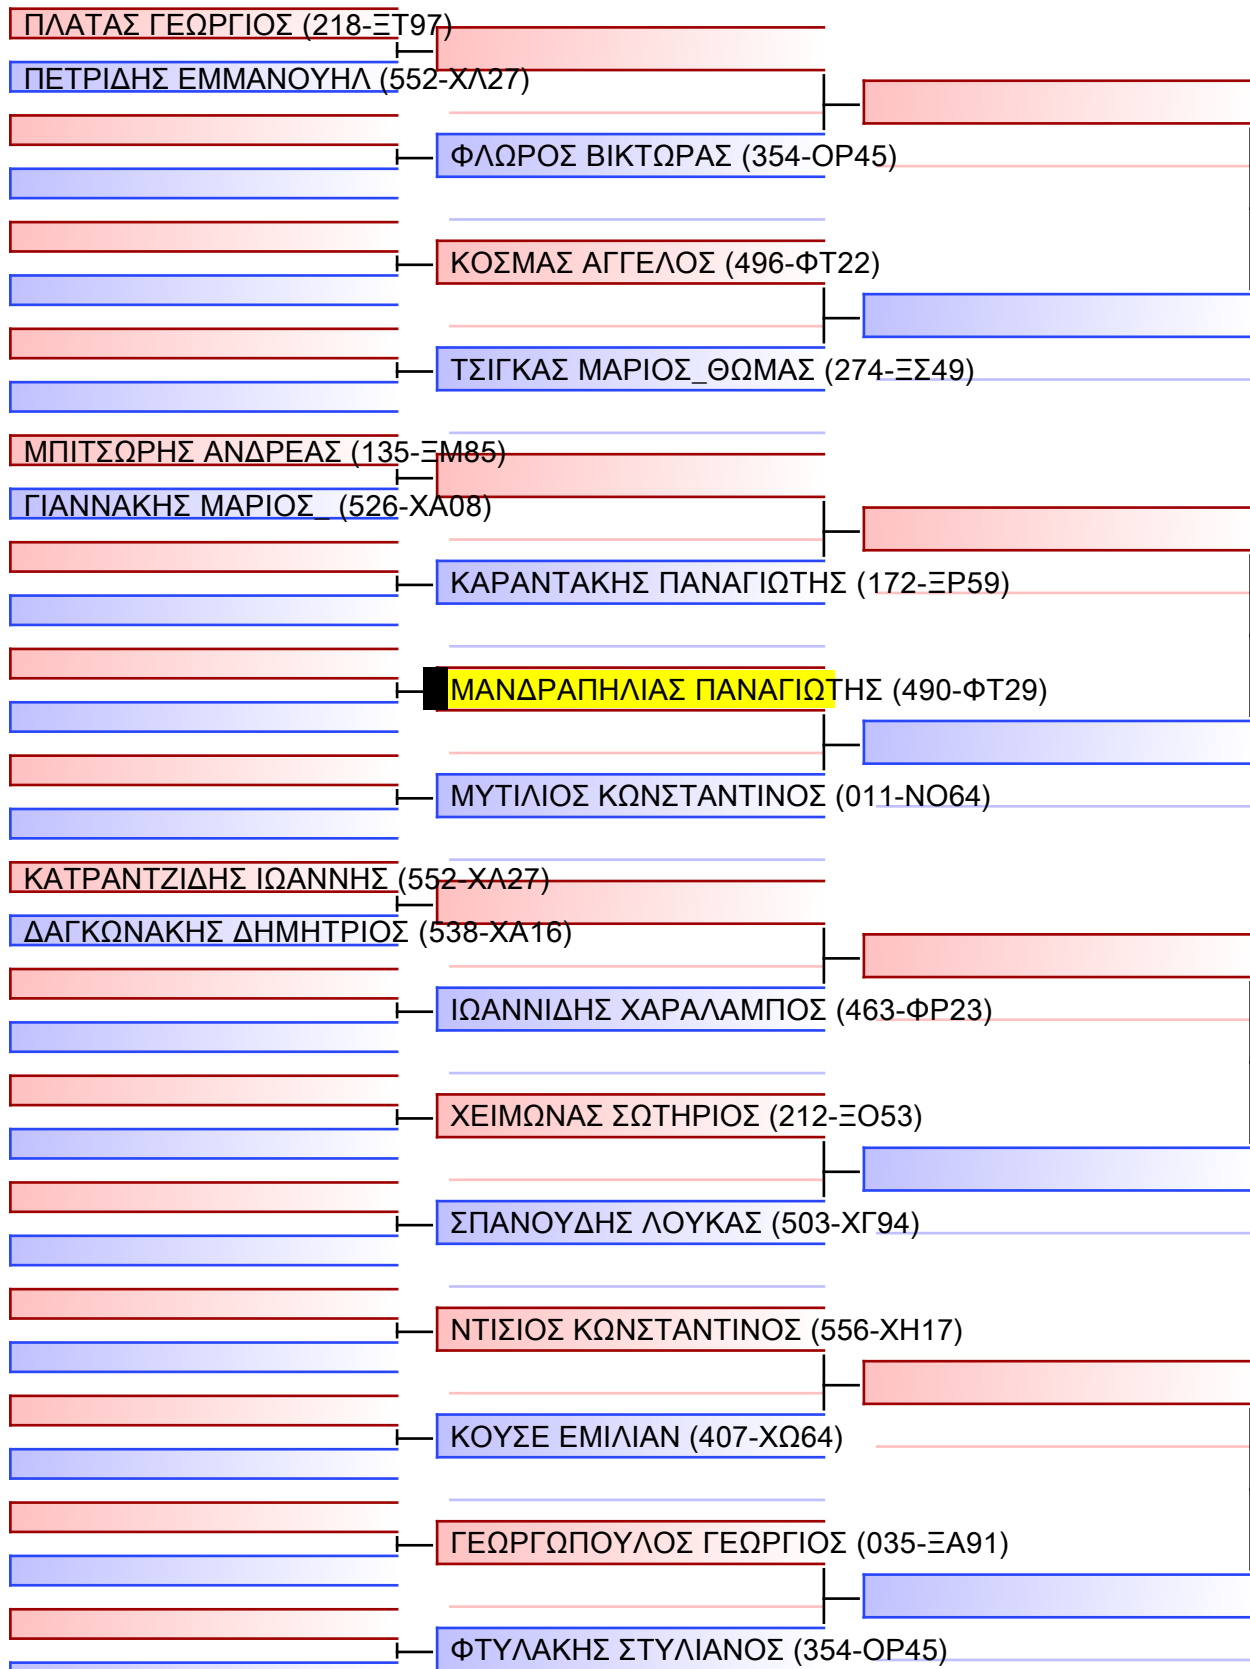 ΠΛΑΤΑΣ ΓΕΩΡΓΙΟΣ (218-ΞΤ97)
ΠΕΤΡΙΔΗΣ ΕΜΜΑΝΟΥΗΛ (552-ΧΛ27)
ΦΛΩΡΟΣ ΒΙΚΤΩΡΑΣ (354-ΟΡ45)
ΚΟΣΜΑΣ ΑΓΓΕΛΟΣ (496-ΦΤ22)
ΤΣΙΓΚΑΣ ΜΑΡΙΟΣ_ΘΩΜΑΣ (274-ΞΣ49)
ΜΠΙΤΣΩΡΗΣ ΑΝΔΡΕΑΣ (135-ΞΜ85)
ΓΙΑΝΝΑΚΗΣ ΜΑΡΙΟΣ_ (526-ΧΑ08)
ΚΑΡΑΝΤΑΚΗΣ ΠΑΝΑΓΙΩΤΗΣ (172-ΞΡ59)
ΜΑΝΔΡΑΠΗΛΙΑΣ ΠΑΝΑΓΙΩΤΗΣ (490-ΦΤ29)
ΜΥΤΙΛΙΟΣ ΚΩΝΣΤΑΝΤΙΝΟΣ (011-ΝΟ64)
ΚΑΤΡΑΝΤΖΙΔΗΣ ΙΩΑΝΝΗΣ (552-ΧΛ27)
ΔΑΓΚΩΝΑΚΗΣ ΔΗΜΗΤΡΙΟΣ (538-ΧΑ16)
ΙΩΑΝΝΙΔΗΣ ΧΑΡΑΛΑΜΠΟΣ (463-ΦΡ23)
ΧΕΙΜΩΝΑΣ ΣΩΤΗΡΙΟΣ (212-ΞΟ53)
ΣΠΑΝΟΥΔΗΣ ΛΟΥΚΑΣ (503-ΧΓ94)
ΝΤΙΣΙΟΣ ΚΩΝΣΤΑΝΤΙΝΟΣ (556-ΧΗ17)
ΚΟΥΣΕ ΕΜΙΛΙΑΝ (407-ΧΩ64)
ΓΕΩΡΓΩΠΟΥΛΟΣ ΓΕΩΡΓΙΟΣ (035-ΞΑ91)
ΦΤΥΛΑΚΗΣ ΣΤΥΛΙΑΝΟΣ (354-ΟΡ45)